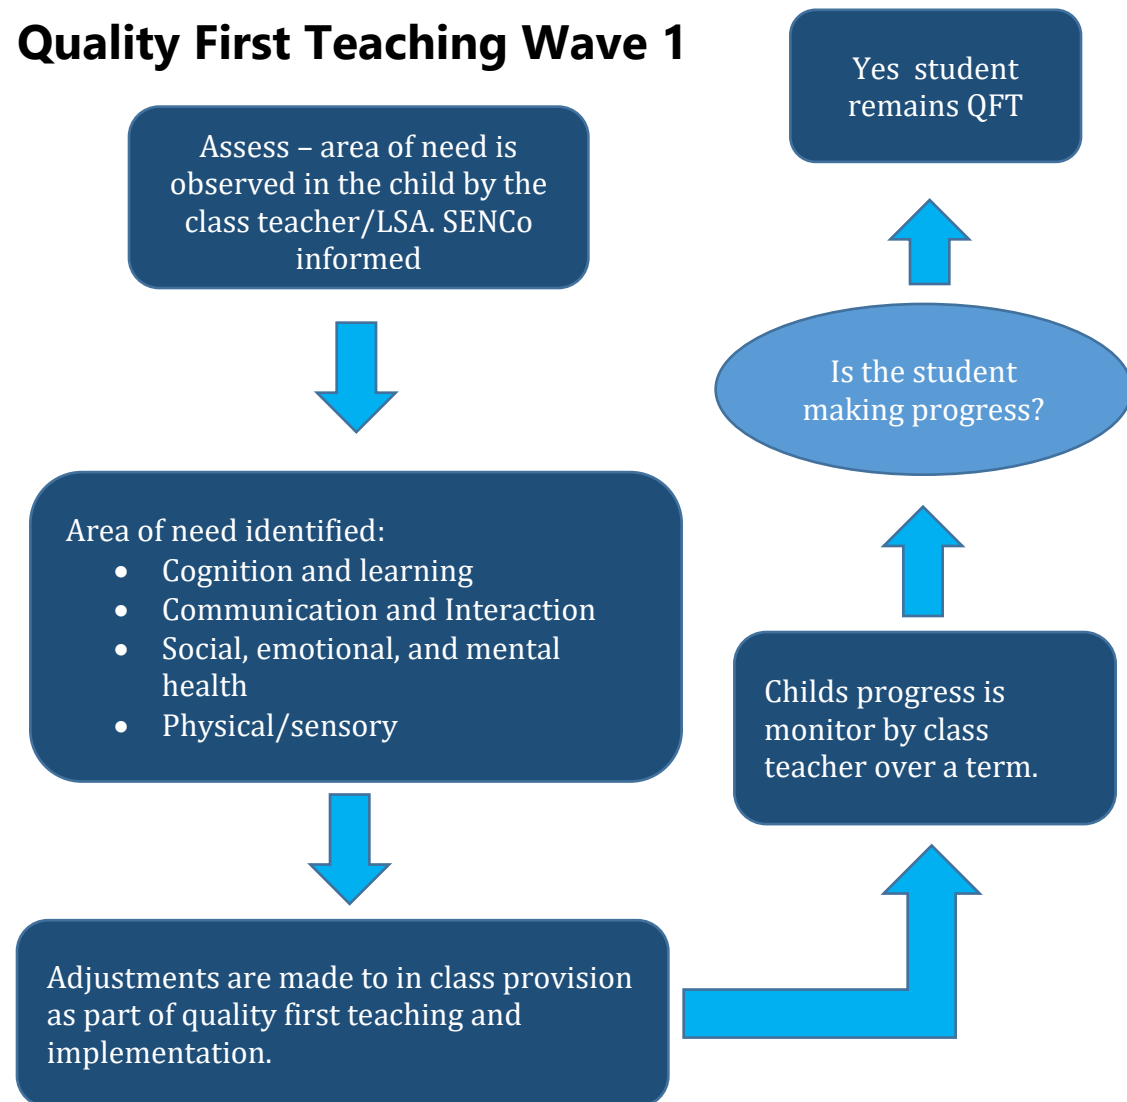 Quality First Teaching Wave 1
Assess – area of need is
observed in the child by the
class teacher/LSA. SENCo
informed
Area of need identified:
• Cognition and learning
• Communication and Interaction
• Social, emotional, and mental
health
• Physical/sensory
Adjustments are made to in class provision
as part of quality first teaching and
implementation.
Childs progress is
monitor by class
teacher over a term.
Is the student
making progress?
Yes student
remains QFT